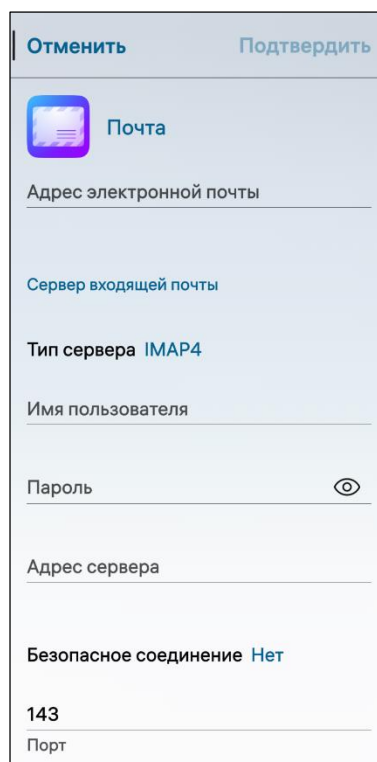 Отменить Подтвердить
Почта
Адрес электронной почты
Сервер входящей почты
Тип сервера IMAP4
Имя пользователя
Пароль
Адрес сервера
Безопасное соединение Нет
143
Порт